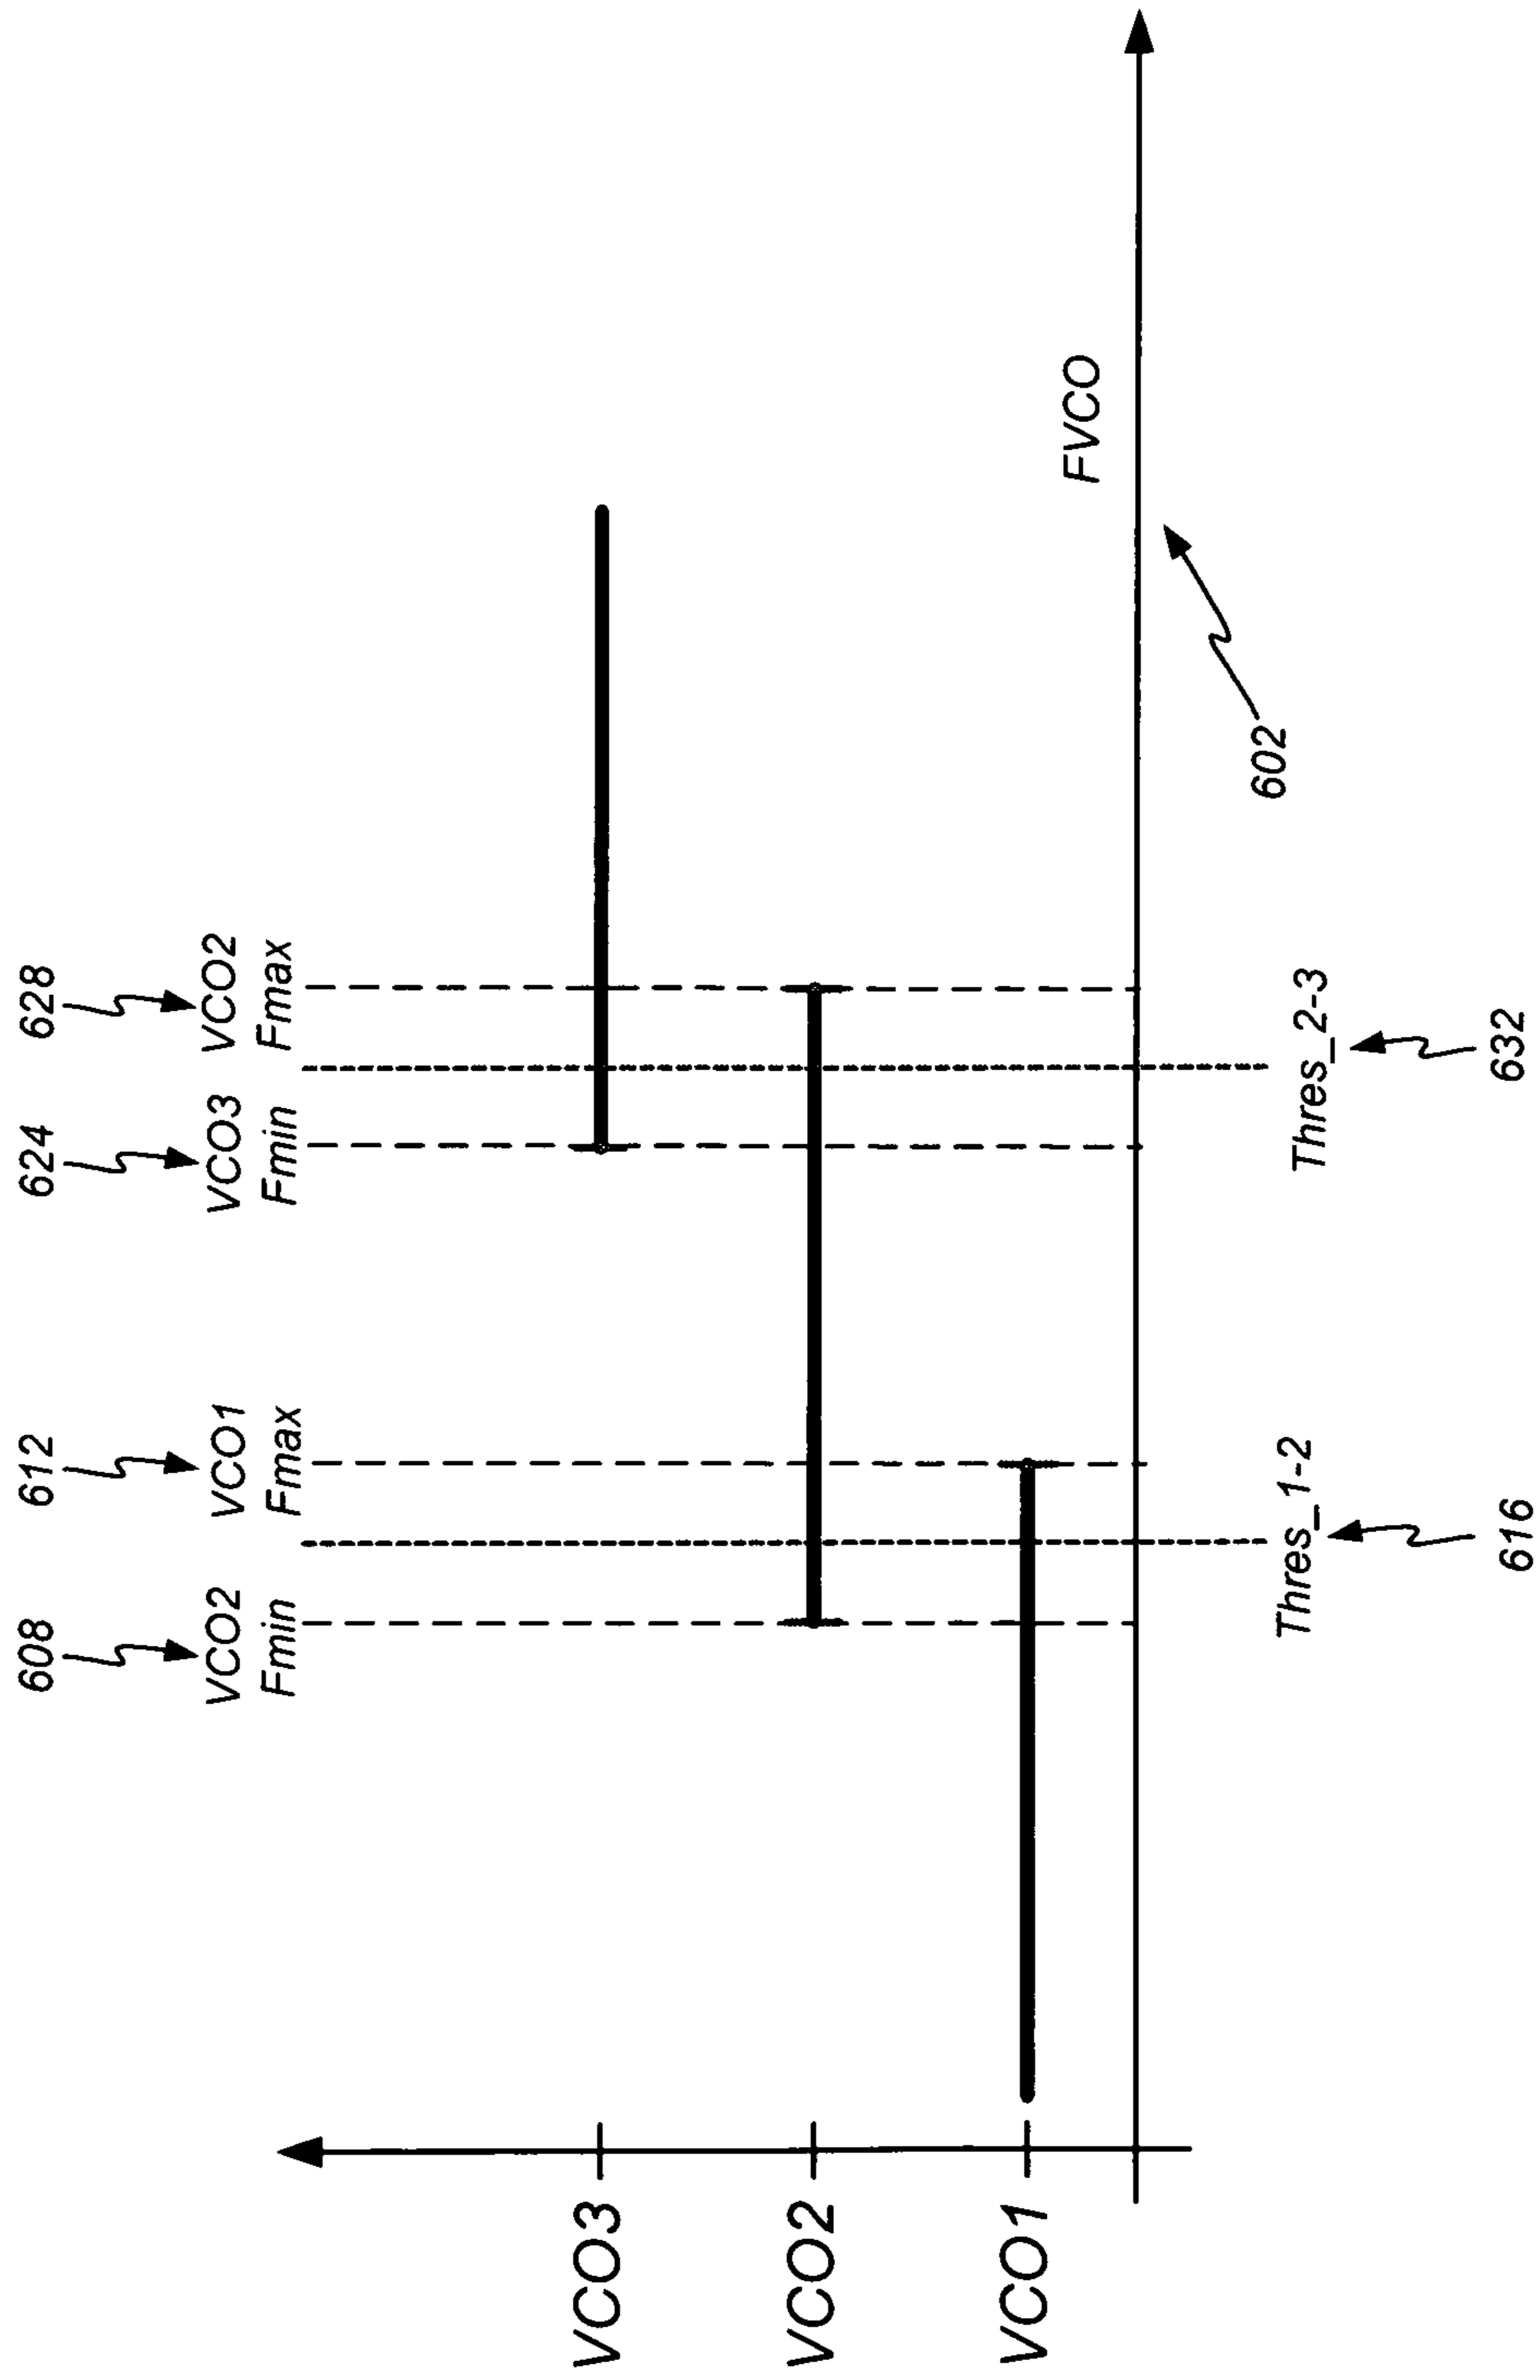 608
612
624
628
VCO2
Fmin
VCO1
Fmax
VCO3
Fmin
VCO2
Fmax
VCO3
VCO2
VCO1
FVCO
602
Thres_1-2
Thres_2-3
616
632